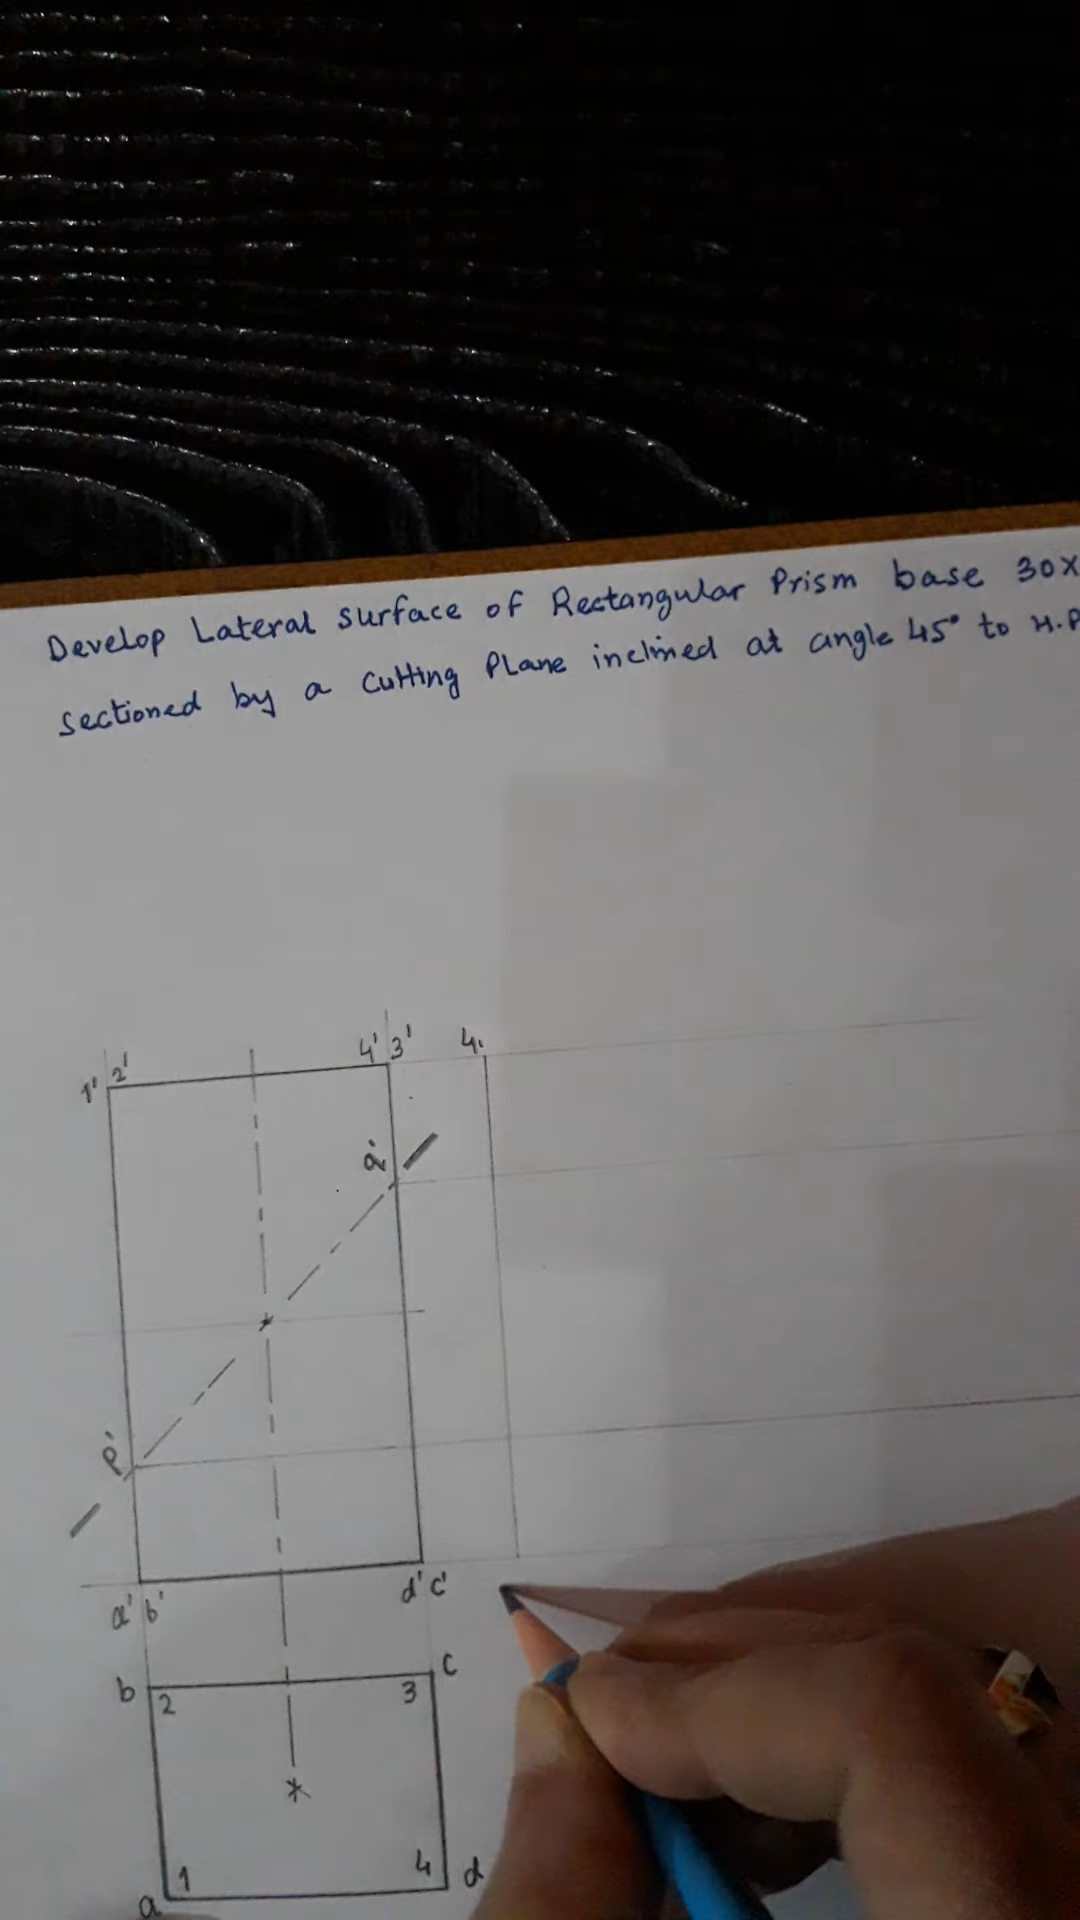 Develop Lateral surface of Rectangular Prism base 30X
sectioned by a cutting Plane inclined at angle 45° to H.P
1' 2' 4' 3' 4.
Q'
P'
a' b' d' c'
b c
2 3
1 4 d
a